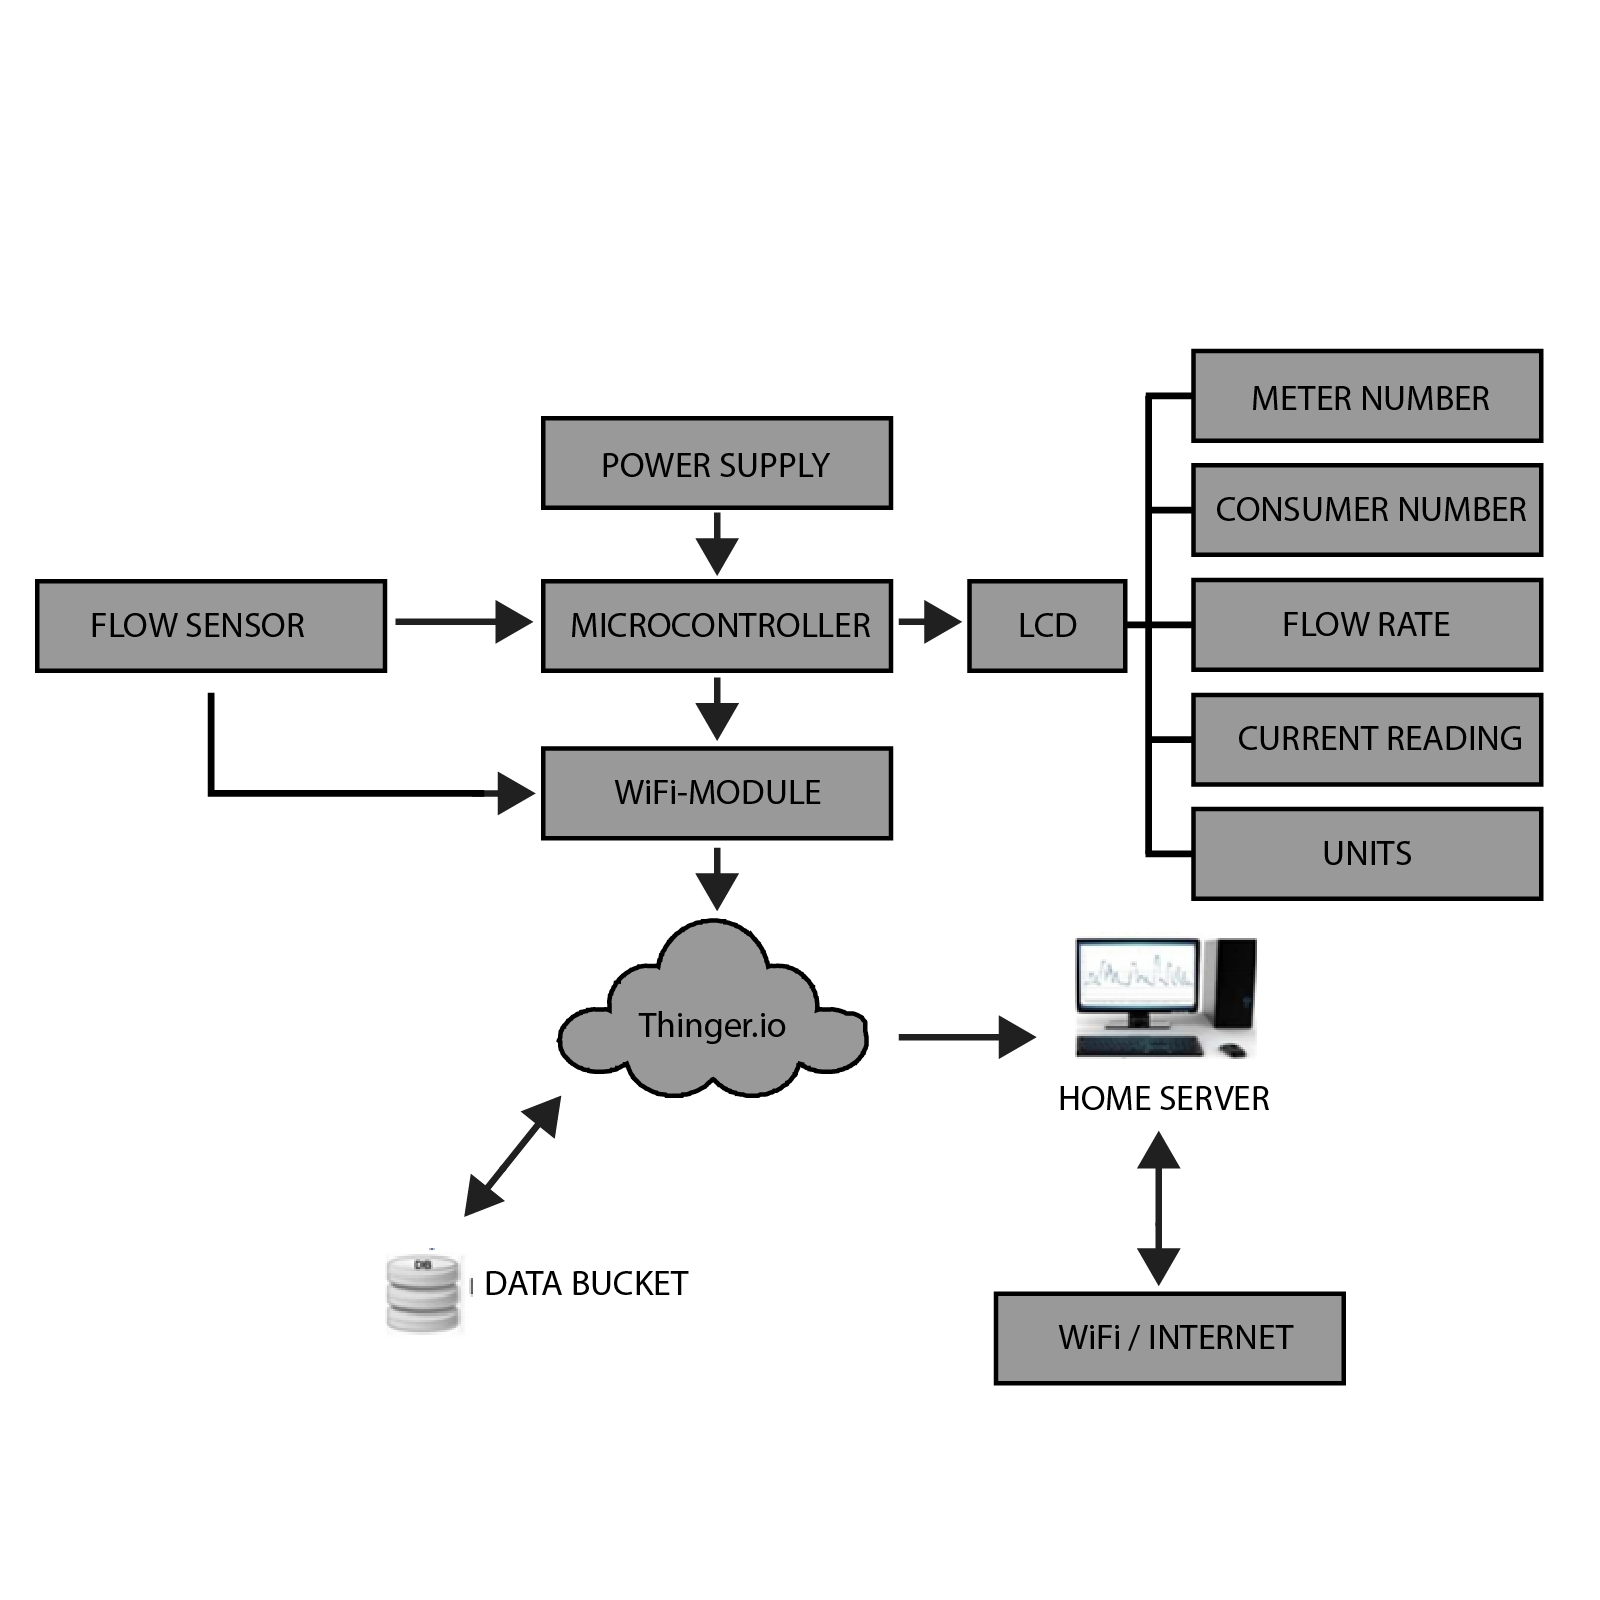 METER NUMBER
POWER SUPPLY
CONSUMER NUMBER
FLOW SENSOR
MICROCONTROLLER
LCD
FLOW RATE
CURRENT READING
WiFi-MODULE
UNITS
Thinger.io
HOME SERVER
DB
DATA BUCKET
WiFi / INTERNET